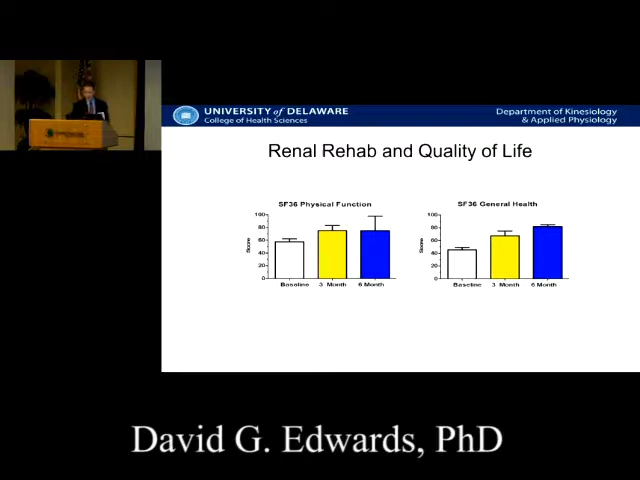 UNIVERSITY of DELAWARE
College of Health Sciences
Department of Kinesiology
& Applied Physiology
Renal Rehab and Quality of Life
SF36 Physical Function
100
80
60
40
20
0
Score
Baseline
3 Month
6 Month
SF36 General Health
100
80
60
40
20
0
Score
Baseline
3 Month
6 Month
David G. Edwards, PhD